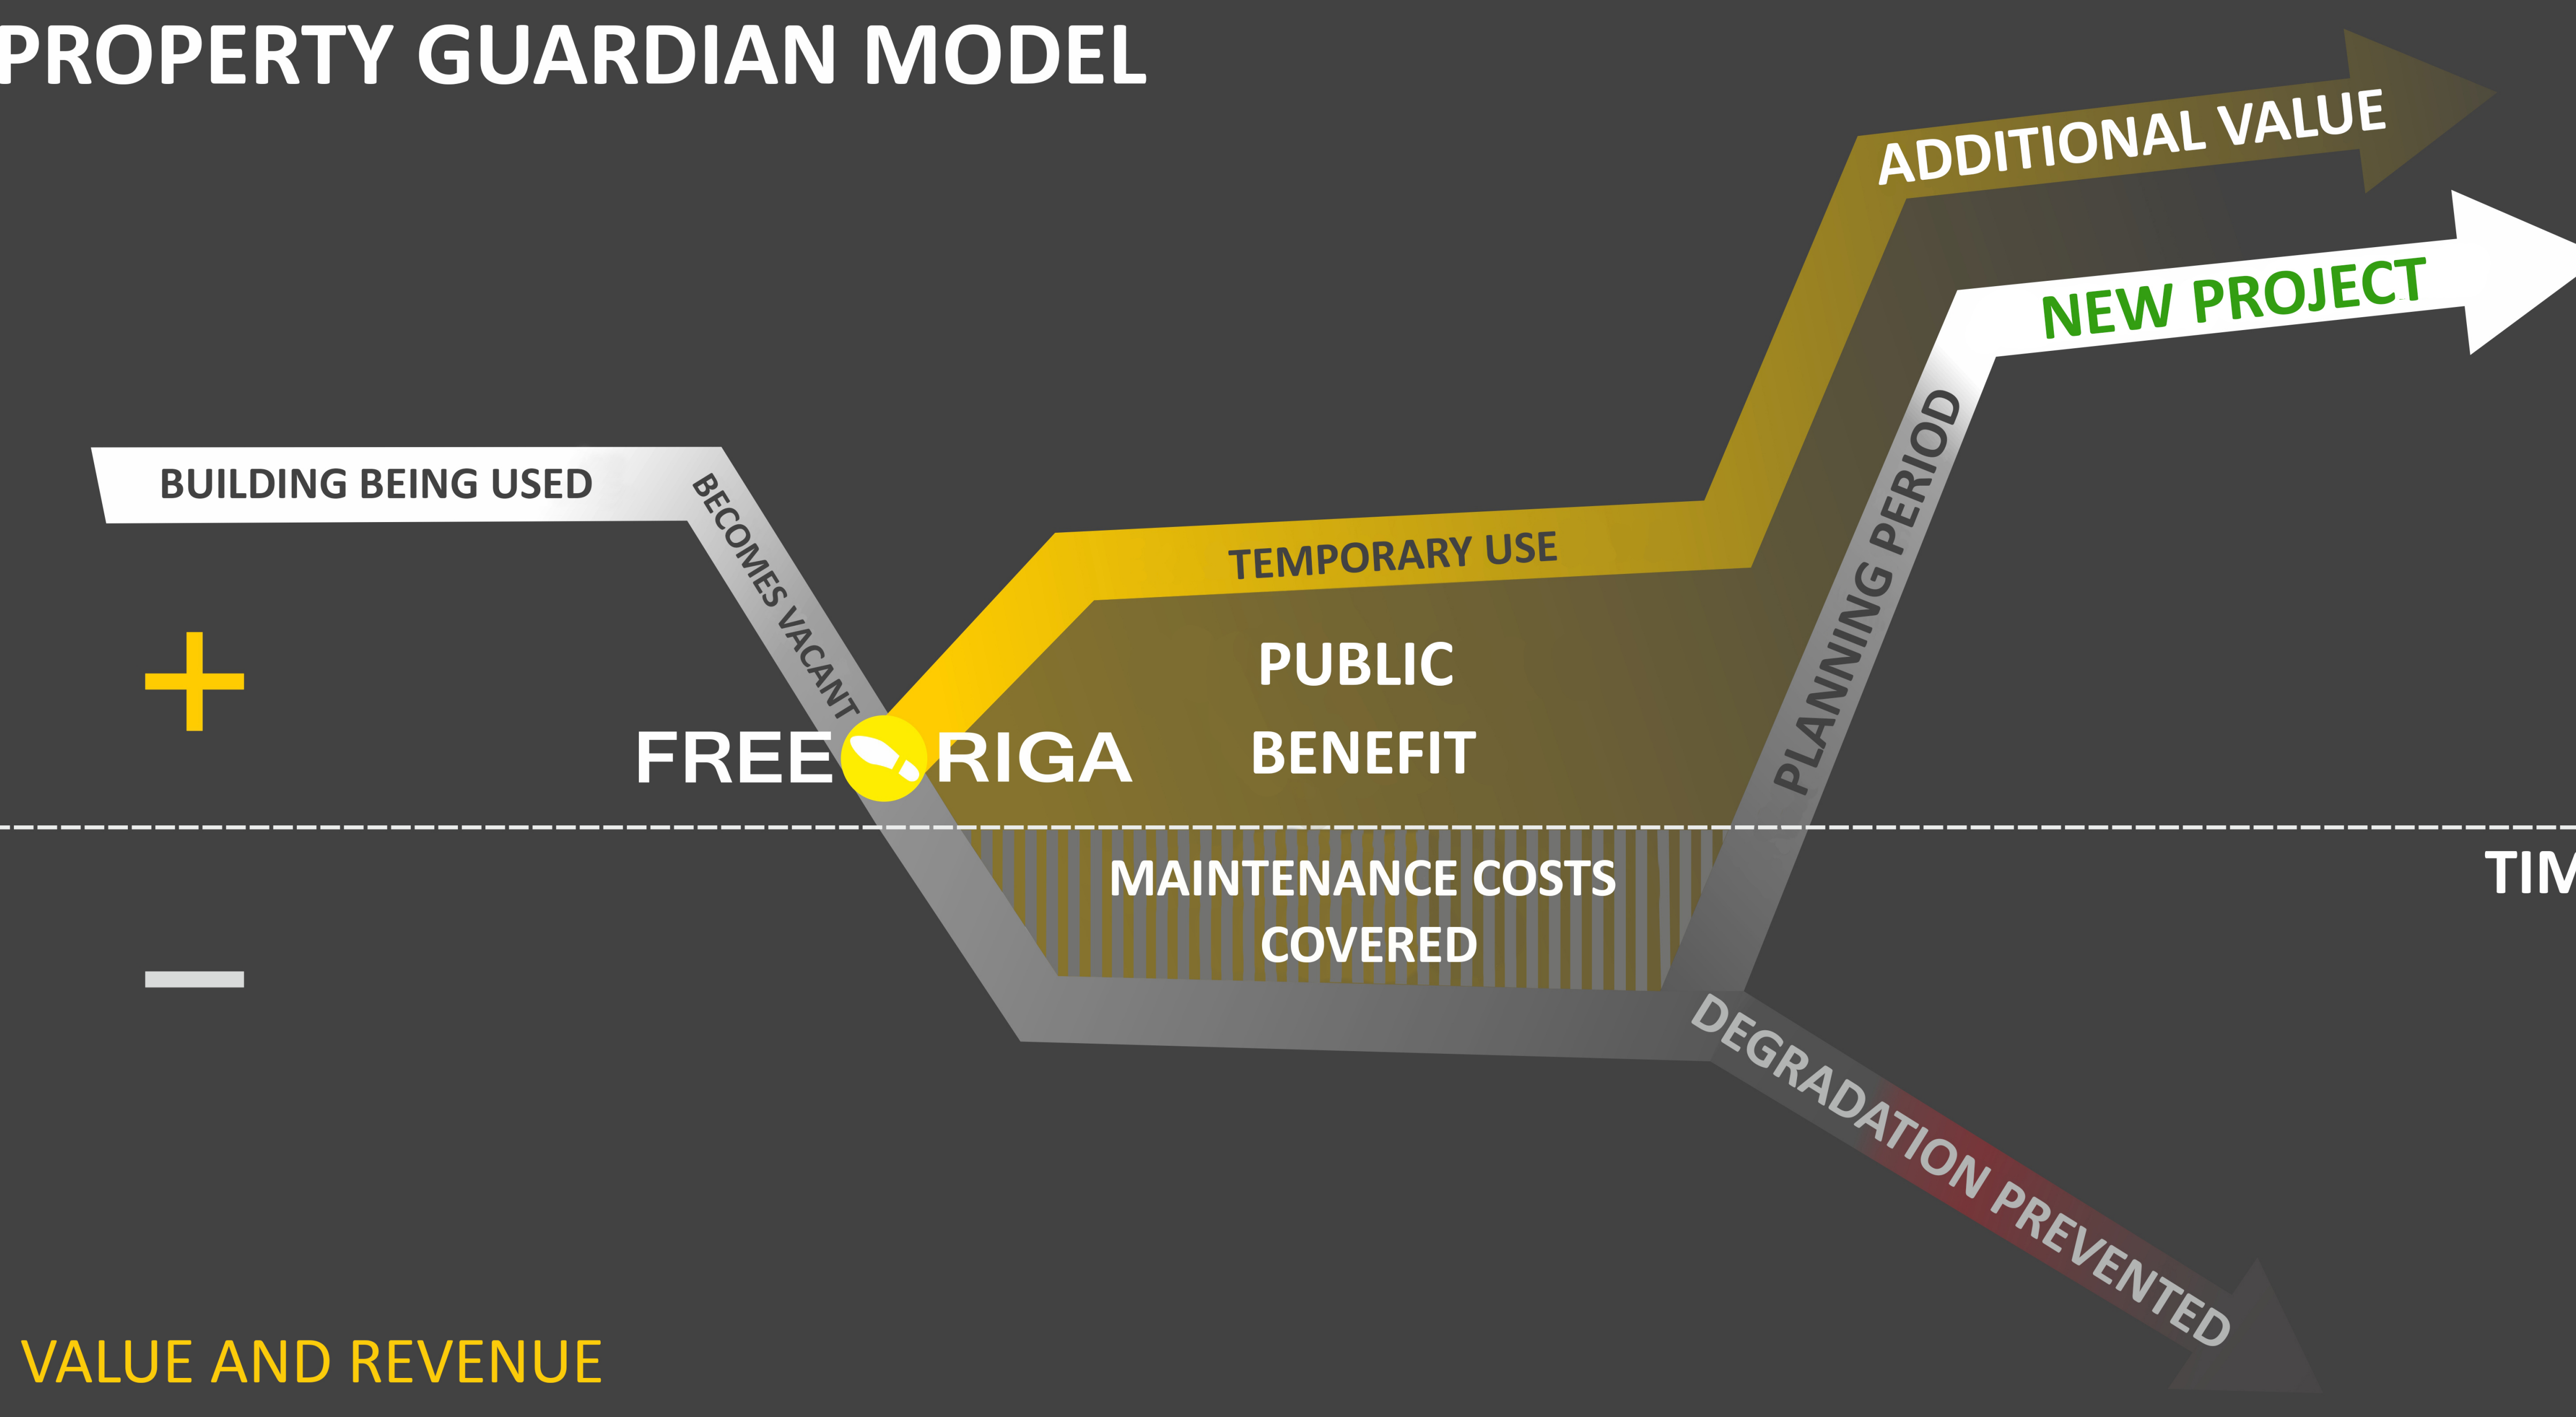 PROPERTY GUARDIAN MODEL
ADDITIONAL VALUE
NEW PROJECT
BUILDING BEING USED
BECOMES VACANT
TEMPORARY USE
PLANNING PERIOD
PUBLIC
BENEFIT
FREE RIGA
MAINTENANCE COSTS
COVERED
TIM
DEGRADATION PREVENTED
VALUE AND REVENUE